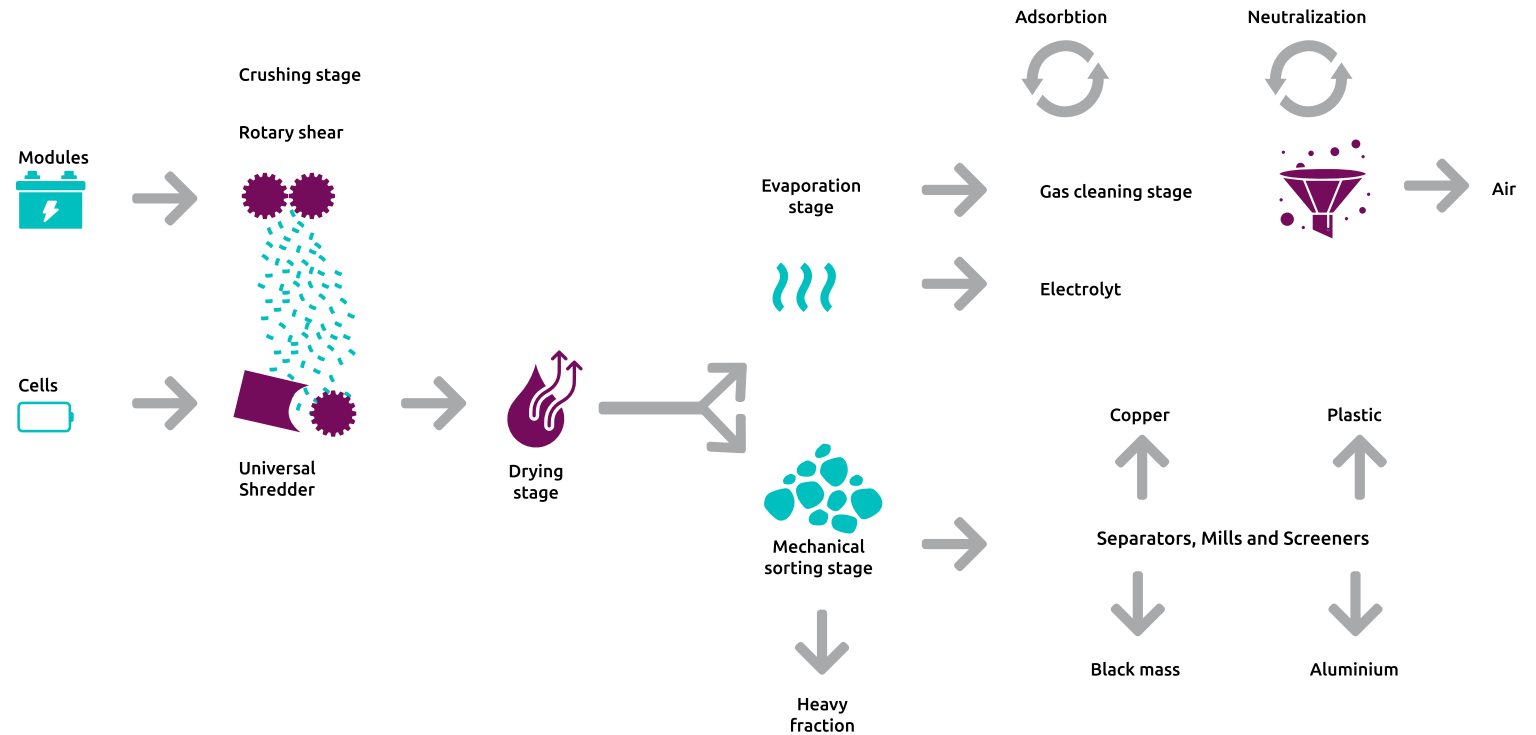 Adsorbtion
Neutralization
Crushing stage
Rotary shear
Modules
Evaporation
stage
Gas cleaning stage
Air
Electrolyt
Cells
Universal
Shredder
Drying
stage
Copper
Plastic
Mechanical
sorting stage
Separators, Mills and Screeners
Black mass
Aluminium
Heavy
fraction